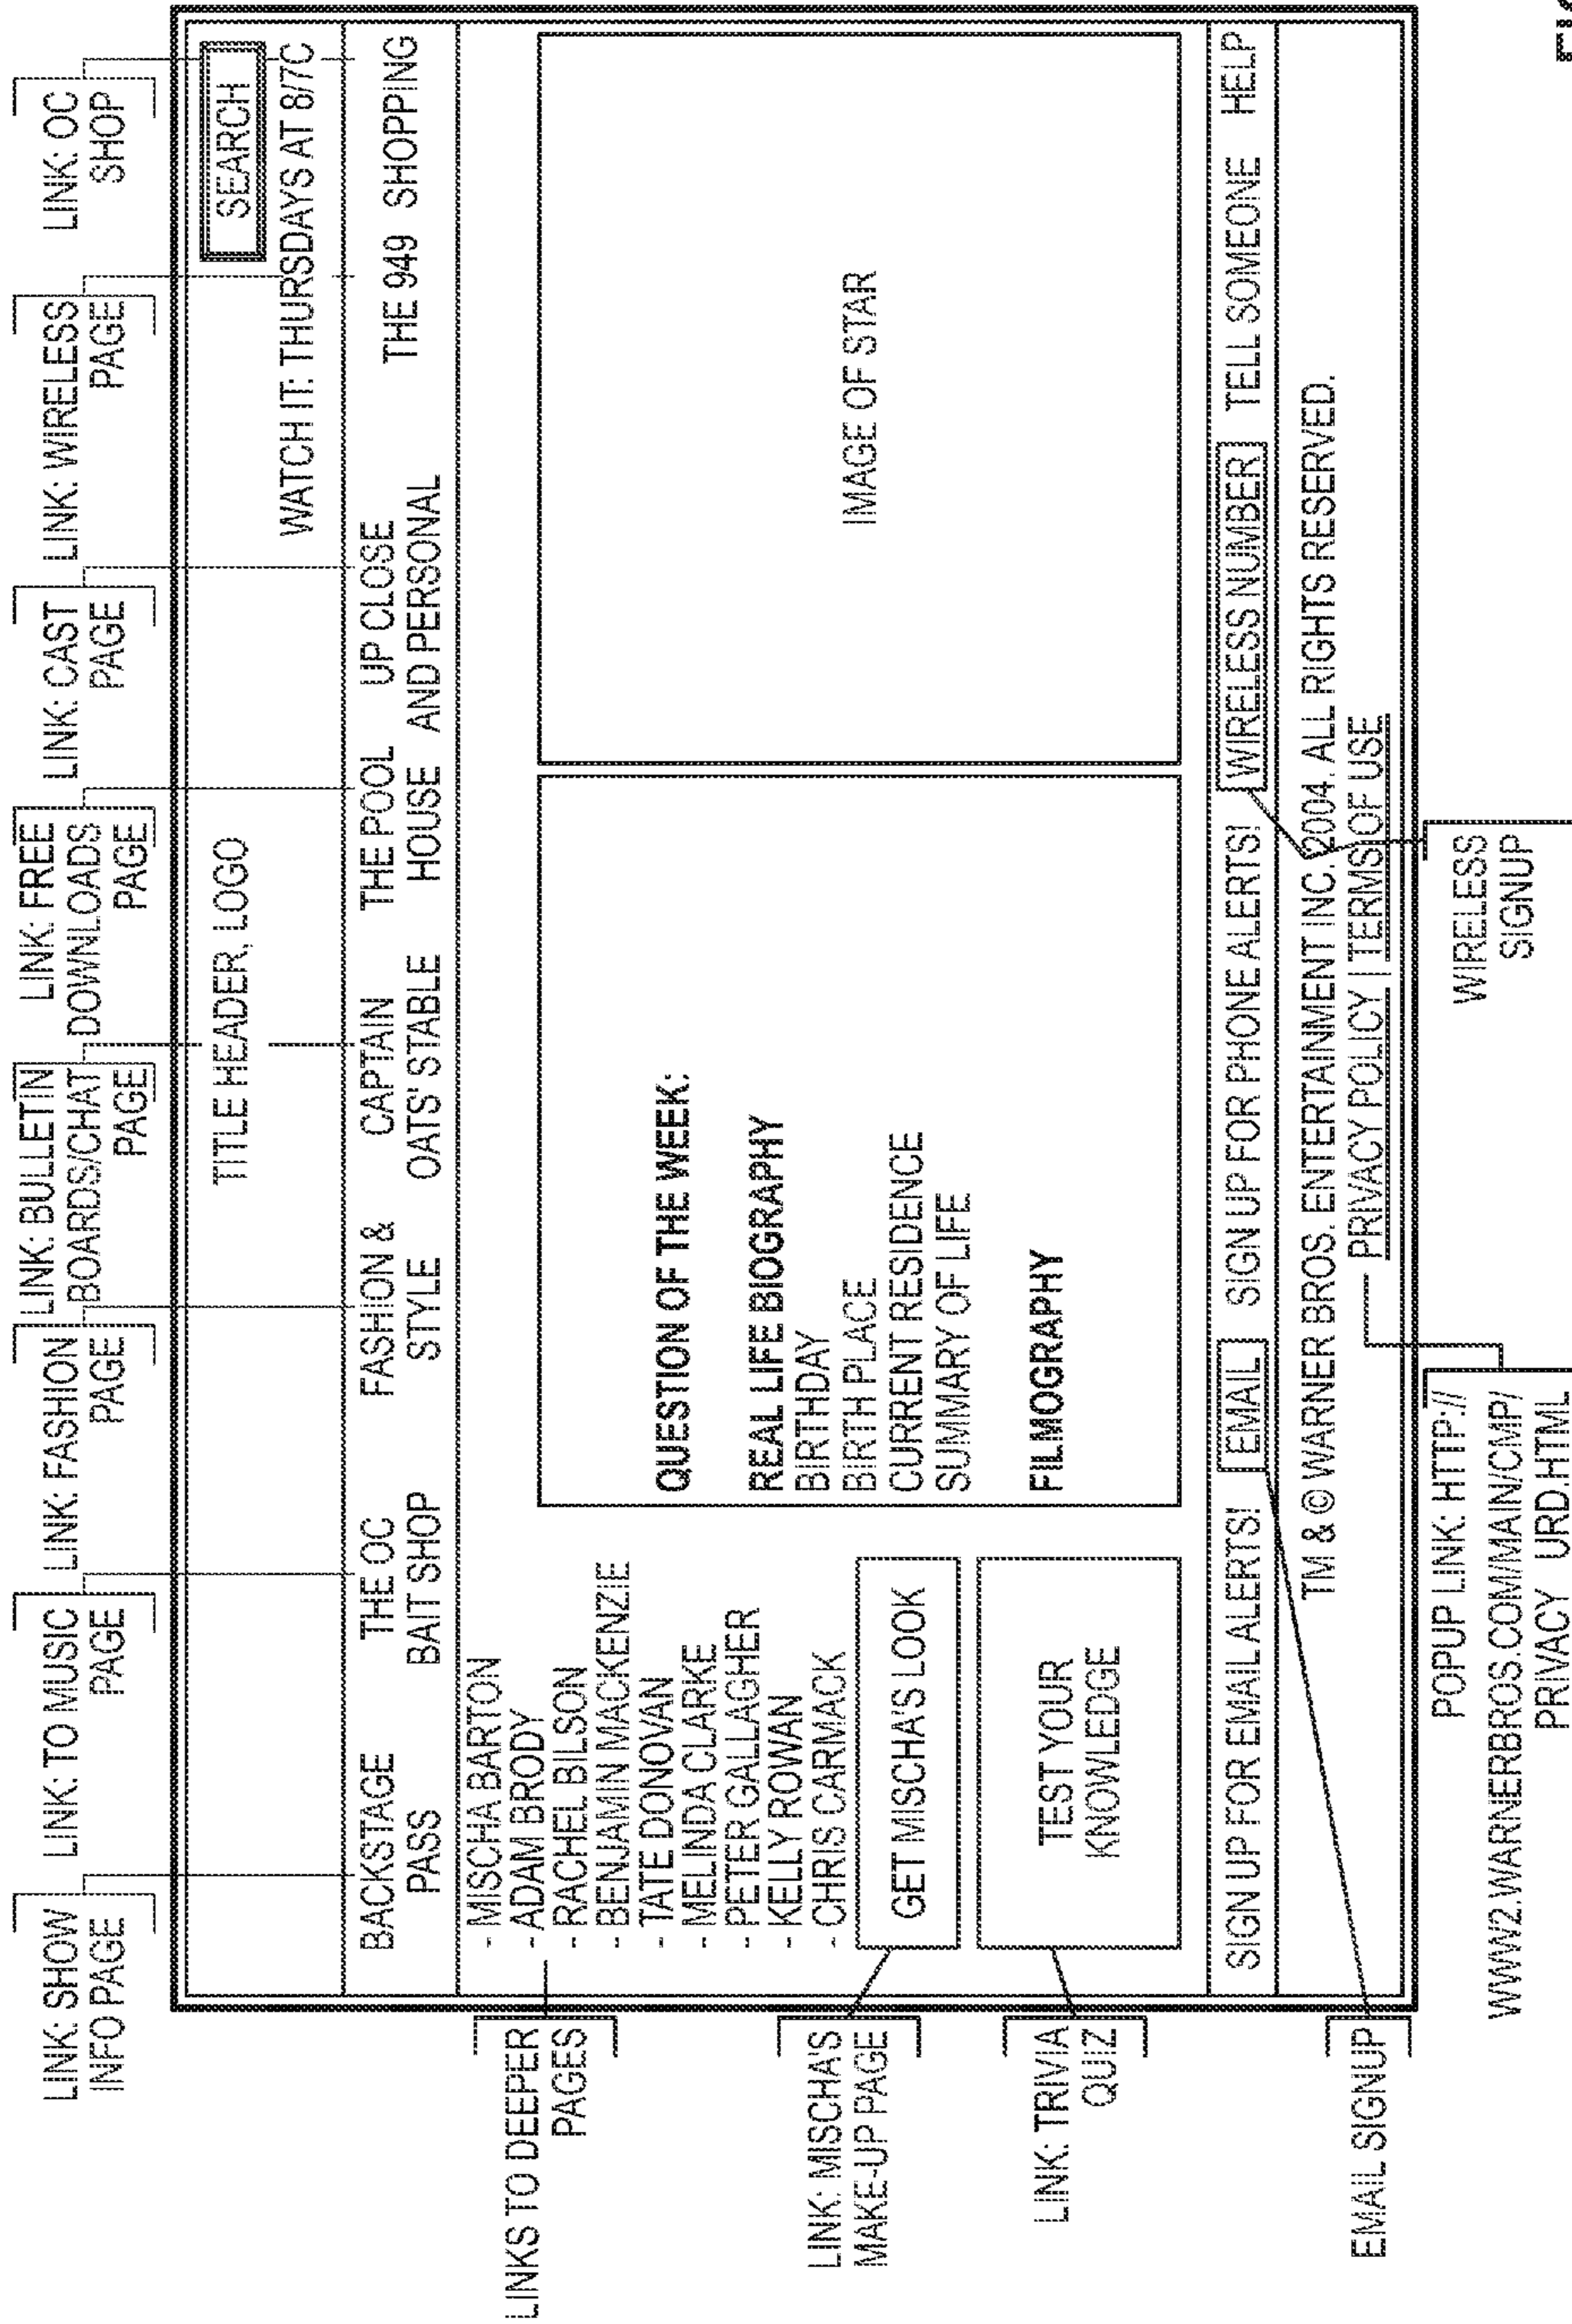 LINK: SHOW
INFO PAGE
LINK: TO MUSIC
PAGE
LINK: FASHION
PAGE
LINK: BULLETIN
BOARDS/CHAT
PAGE
LINK: FREE
DOWNLOADS
PAGE
LINK: CAST
PAGE
LINK: WIRELESS
PAGE
LINK: OC
SHOP
TITLE HEADER, LOGO
SEARCH
WATCH IT: THURSDAYS AT 8/7C
BACKSTAGE
PASS
THE OC
BAIT SHOP
FASHION &
STYLE
CAPTAIN
OATS' STABLE
THE POOL
HOUSE
UP CLOSE
AND PERSONAL
THE 949
SHOPPING
LINKS TO DEEPER
PAGES
- MISCHA BARTON
- ADAM BRODY
- RACHEL BILSON
- BENJAMIN MACKENZIE
- TATE DONOVAN
- MELINDA CLARKE
- PETER GALLAGHER
- KELLY ROWAN
- CHRIS CARMACK
LINK: MISCHA'S
MAKE-UP PAGE
GET MISCHA'S LOOK
LINK: TRIVIA
QUIZ
TEST YOUR
KNOWLEDGE
QUESTION OF THE WEEK:
REAL LIFE BIOGRAPHY
BIRTHDAY
BIRTH PLACE
CURRENT RESIDENCE
SUMMARY OF LIFE
FILMOGRAPHY
IMAGE OF STAR
SIGN UP FOR EMAIL ALERTS! EMAIL SIGN UP FOR PHONE ALERTS! WIRELESS NUMBER TELL SOMEONE HELP
TM & © WARNER BROS. ENTERTAINMENT INC. 2004. ALL RIGHTS RESERVED.
PRIVACY POLICY | TERMS OF USE
EMAIL SIGNUP
POPUP LINK: HTTP://
WWW2.WARNERBROS.COM/MAIN/CMP/
PRIVACY URD.HTML
WIRELESS
SIGNUP